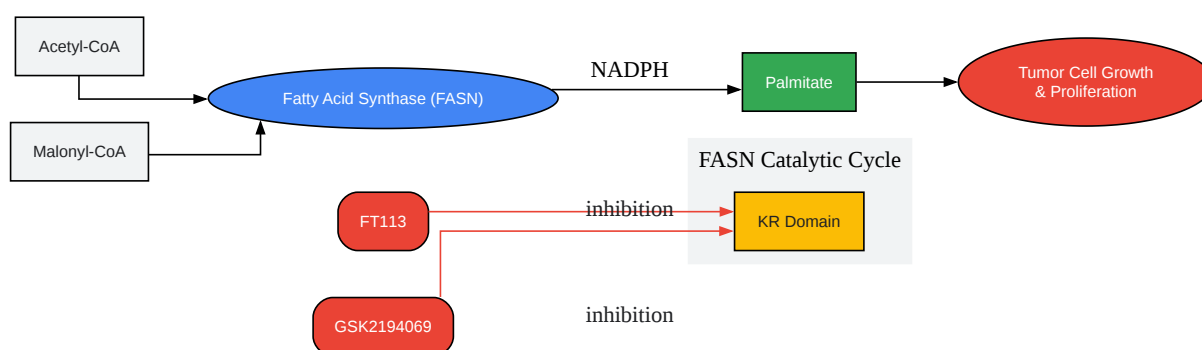 Acetyl-CoA
Malonyl-CoA
Fatty Acid Synthase (FASN)
NADPH
Palmitate
Tumor Cell Growth
& Proliferation
FASN Catalytic Cycle
FT113
inhibition
KR Domain
GSK2194069
inhibition